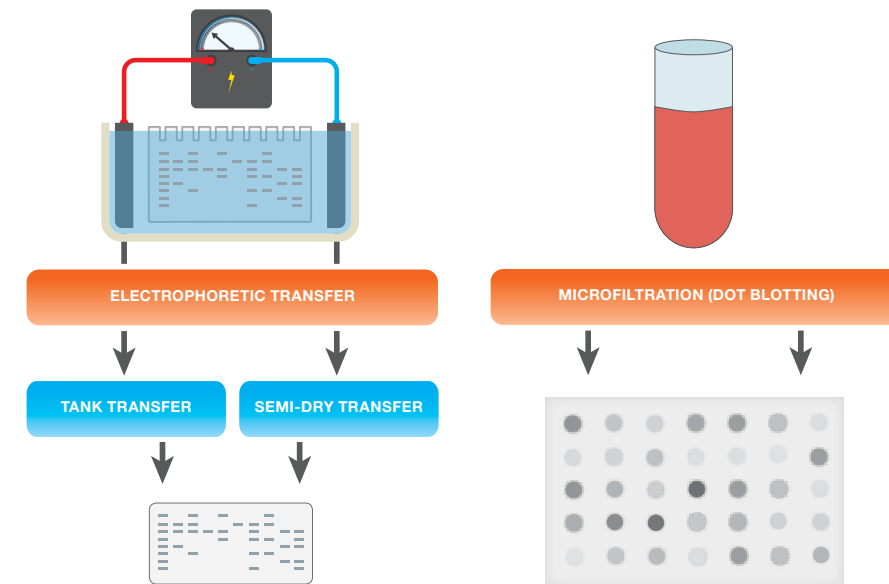 ELECTROPHORETIC TRANSFER
MICROFILTRATION (DOT BLOTTING)
TANK TRANSFER
SEMI-DRY TRANSFER